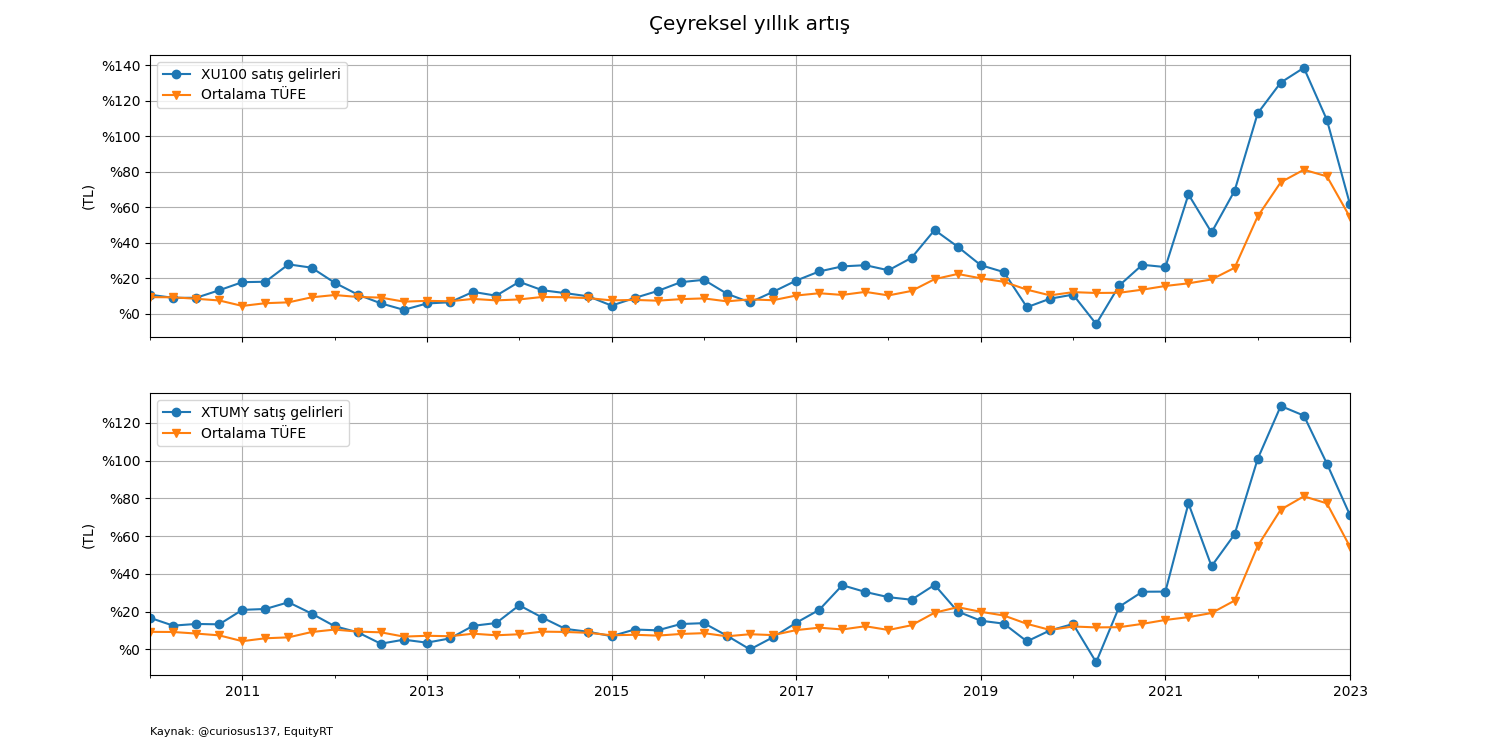 Çeyreksel yıllık artış
XU100 satış gelirleri
Ortalama TÜFE
(TL)
%140
%120
%100
%80
%60
%40
%20
%0
XTUMY satış gelirleri
Ortalama TÜFE
(TL)
%120
%100
%80
%60
%40
%20
%0
2011 2013 2015 2017 2019 2021 2023
Kaynak: @curiosus137, EquityRT